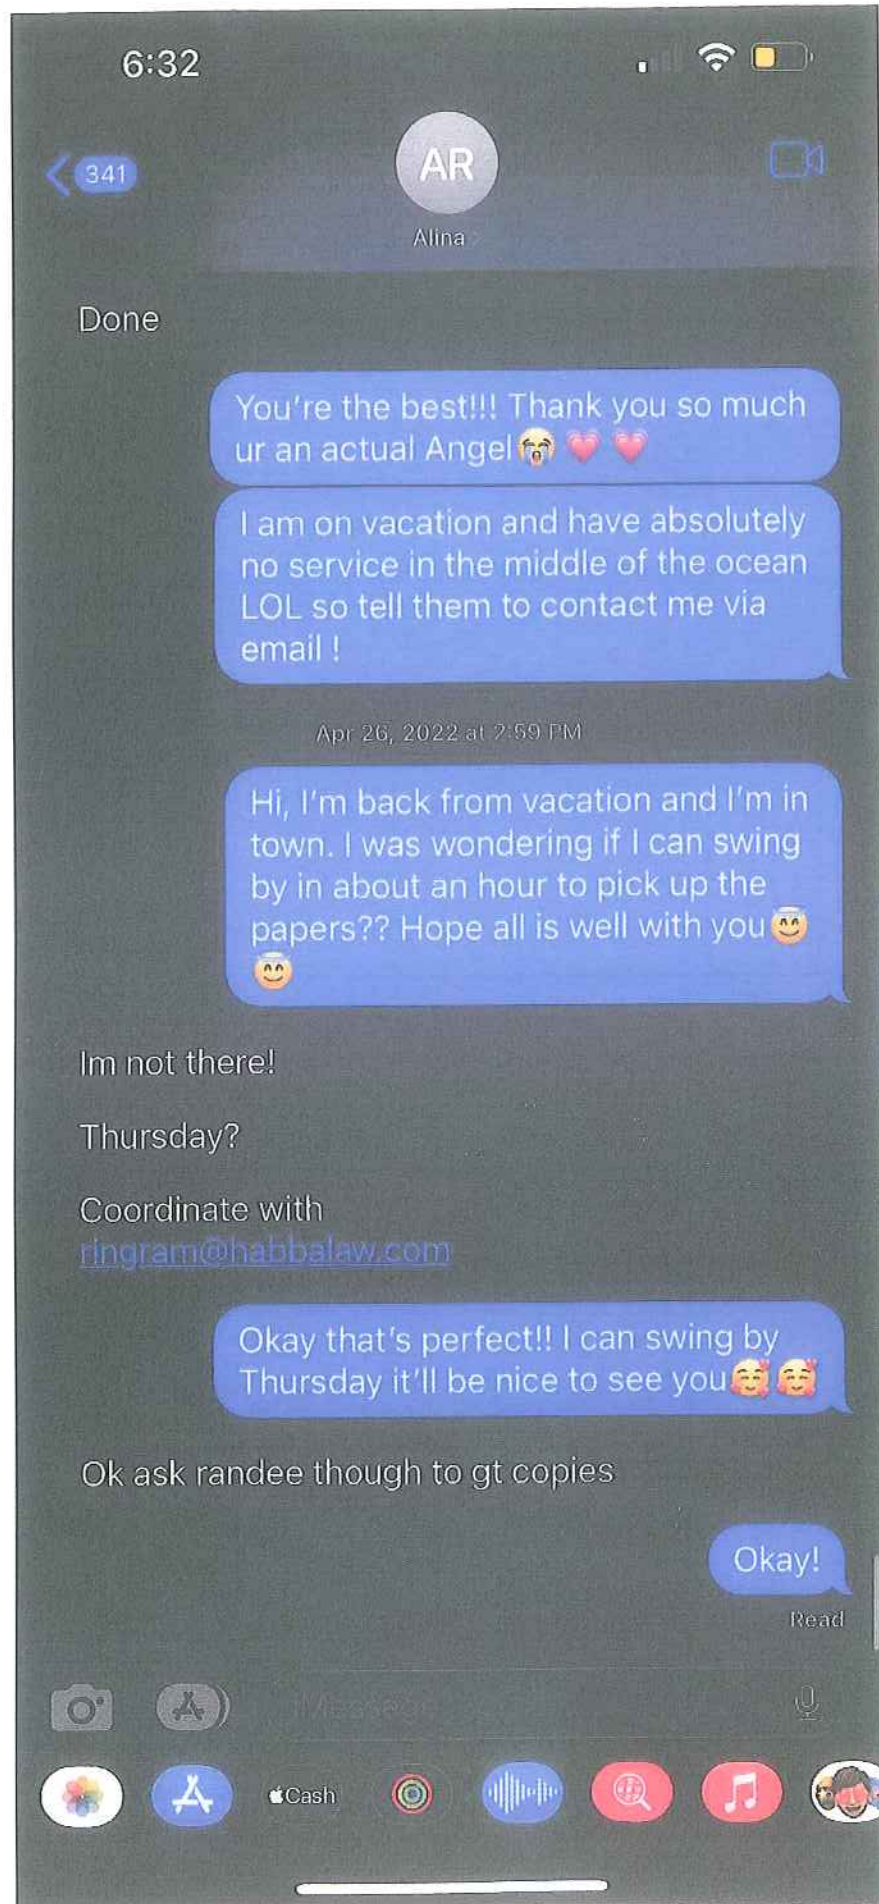 6:32
341
AR
Alina
Done
You're the best!!! Thank you so much
ur an actual Angel😭💗💗
I am on vacation and have absolutely
no service in the middle of the ocean
LOL so tell them to contact me via
email !
Apr 26, 2022 at 2:59 PM
Hi, I'm back from vacation and I'm in
town. I was wondering if I can swing
by in about an hour to pick up the
papers?? Hope all is well with you😇
😇
Im not there!
Thursday?
Coordinate with
ringram@habbalaw.com
Okay that's perfect!! I can swing by
Thursday it'll be nice to see you🥰🥰
Ok ask randee though to gt copies
Okay!
Read
iMessage
Cash